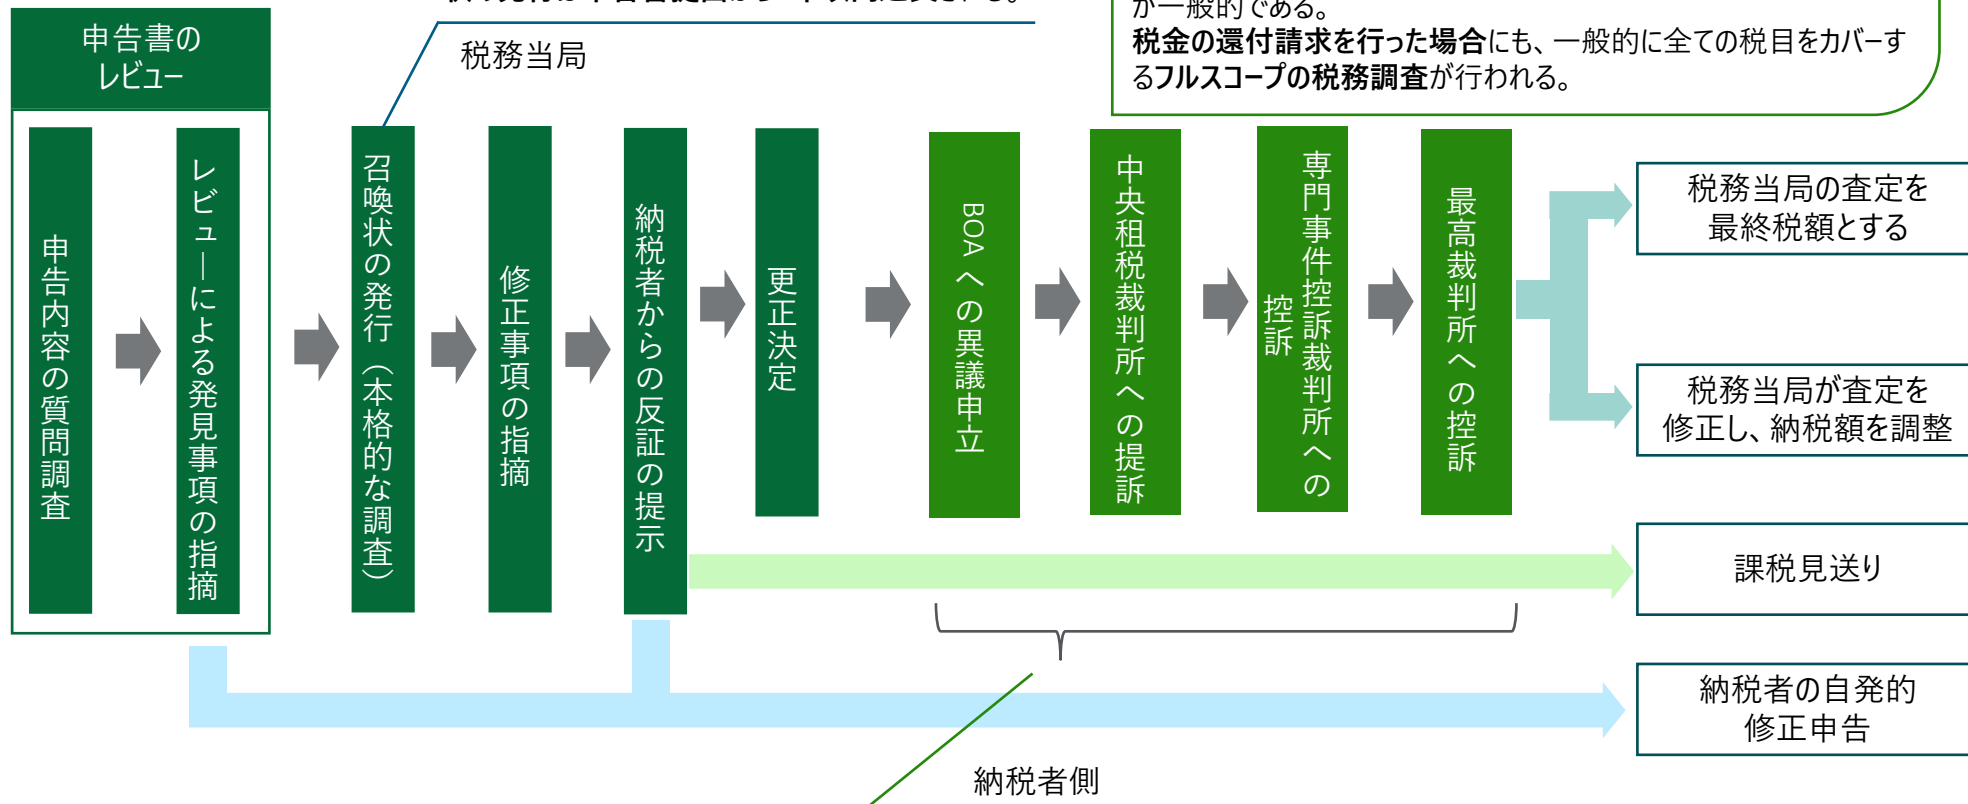 が一般的である。
税金の還付請求を行った場合にも、一般的に全ての税目をカバーす
るフルスコープの税務調査が行われる。
税務当局
申告書の
レビュー
申告内容の質問調査
レビューによる発見事項の指摘
召喚状の発行（本格的な調査）
修正事項の指摘
納税者からの反証の提示
更正決定
BOAへの異議申立
中央租税裁判所への提訴
専門事件控訴裁判所への
控訴
最高裁判所への控訴
税務当局の査定を
最終税額とする
税務当局が査定を
修正し、納税額を調整
課税見送り
納税者の自発的
修正申告
納税者側